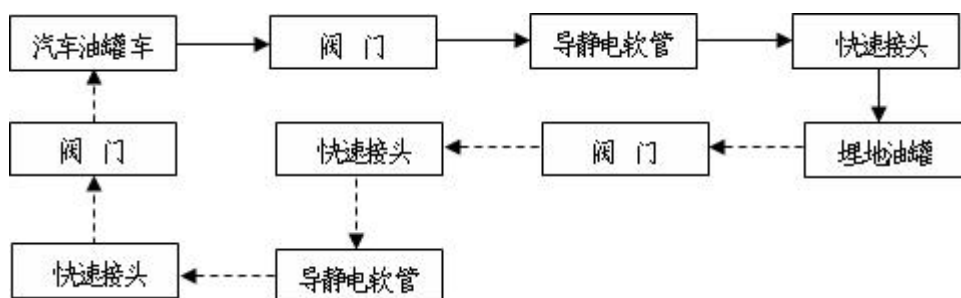 汽车油罐车
阀 门
导静电软管
快速接头
阀 门
快速接头
阀 门
埋地油罐
快速接头
导静电软管